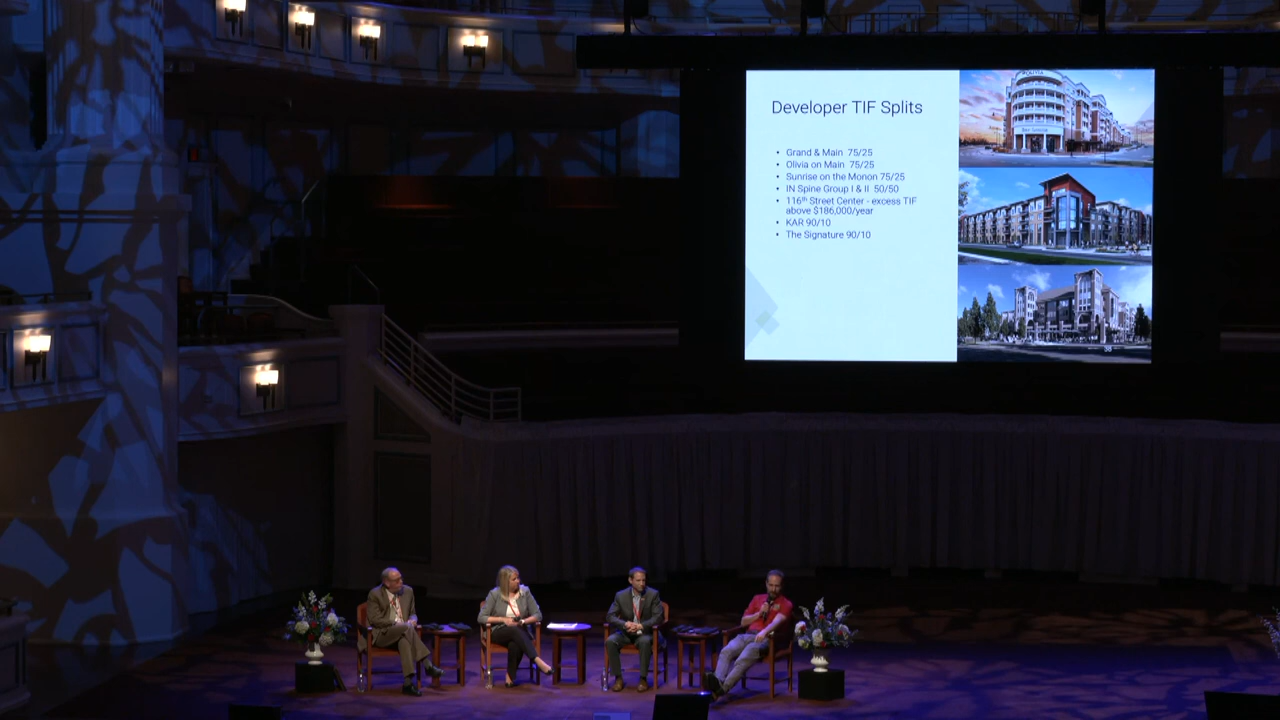 Developer TIF Splits
• Grand & Main 75/25
• Olivia on Main 75/25
• Sunrise on the Monon 75/25
• IN Spine Group I & II 50/50
• 116th Street Center - excess TIF
above $186,000/year
• KAR 90/10
• The Signature 90/10
OLIVIA
38